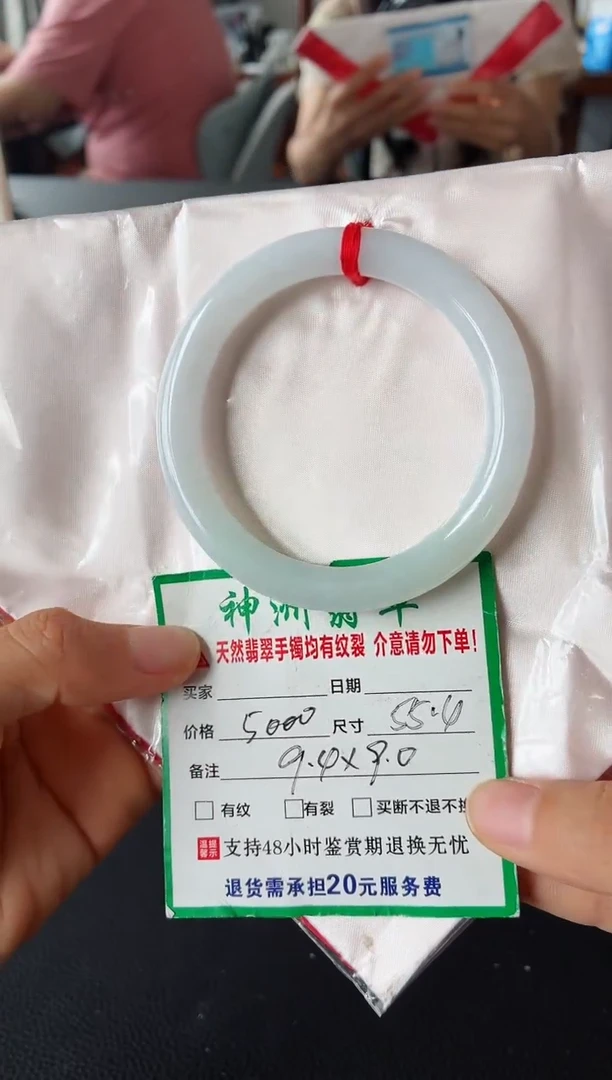 神洲翡翠
天然翡翠手镯均有纹裂 介意请勿下单!
买家 日期
价格 5000 尺寸 55.4
备注 9.4×9.0
有纹 有裂 买断不退不换
温馨提示 支持48小时鉴赏期退换无忧
退货需承担20元服务费